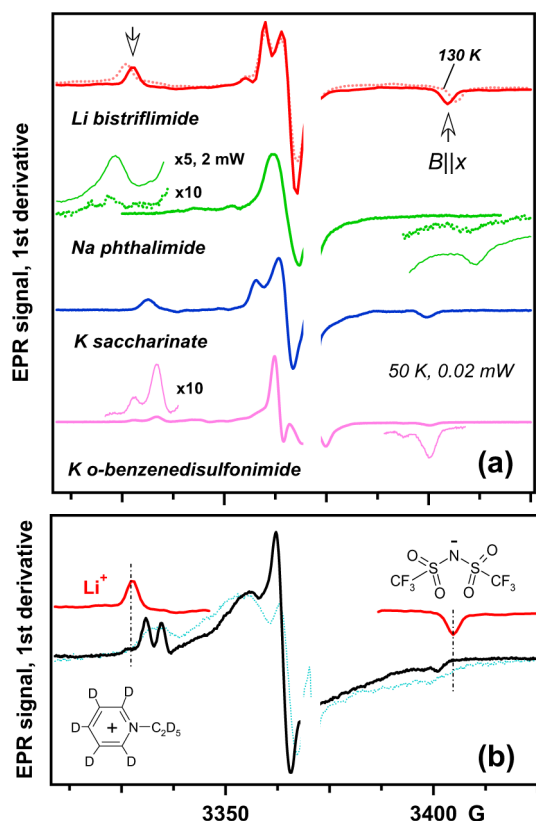 (a)
EPR signal, 1st derivative
130 K
Li bistriflimide
B||x
x5, 2 mW
x10
Na phthalimide
K saccharinate
50 K, 0.02 mW
x10
K o-benzenedisulfonimide
(b)
EPR signal, 1st derivative
Li+
-
O N O
S S
O O
CF3 CF3
D D
D + N C2D5
D D
3350 3400 G